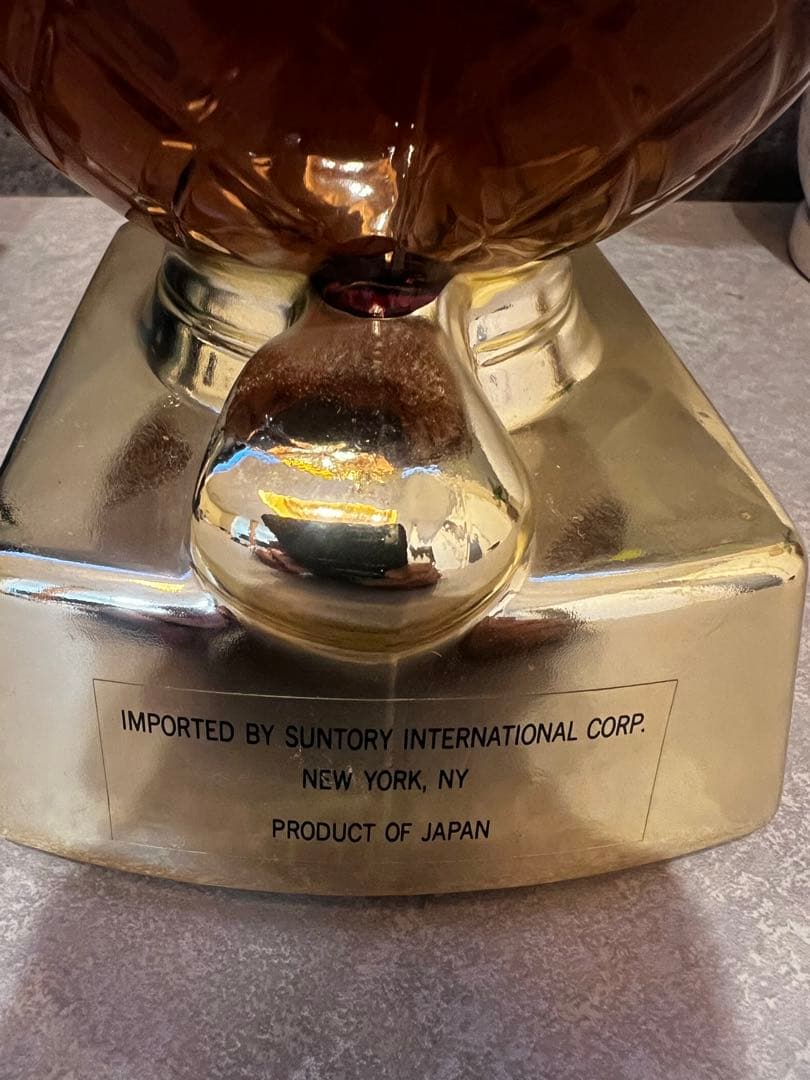 IMPORTED BY SUNTORY INTERNATIONAL CORP.
NEW YORK, NY
PRODUCT OF JAPAN